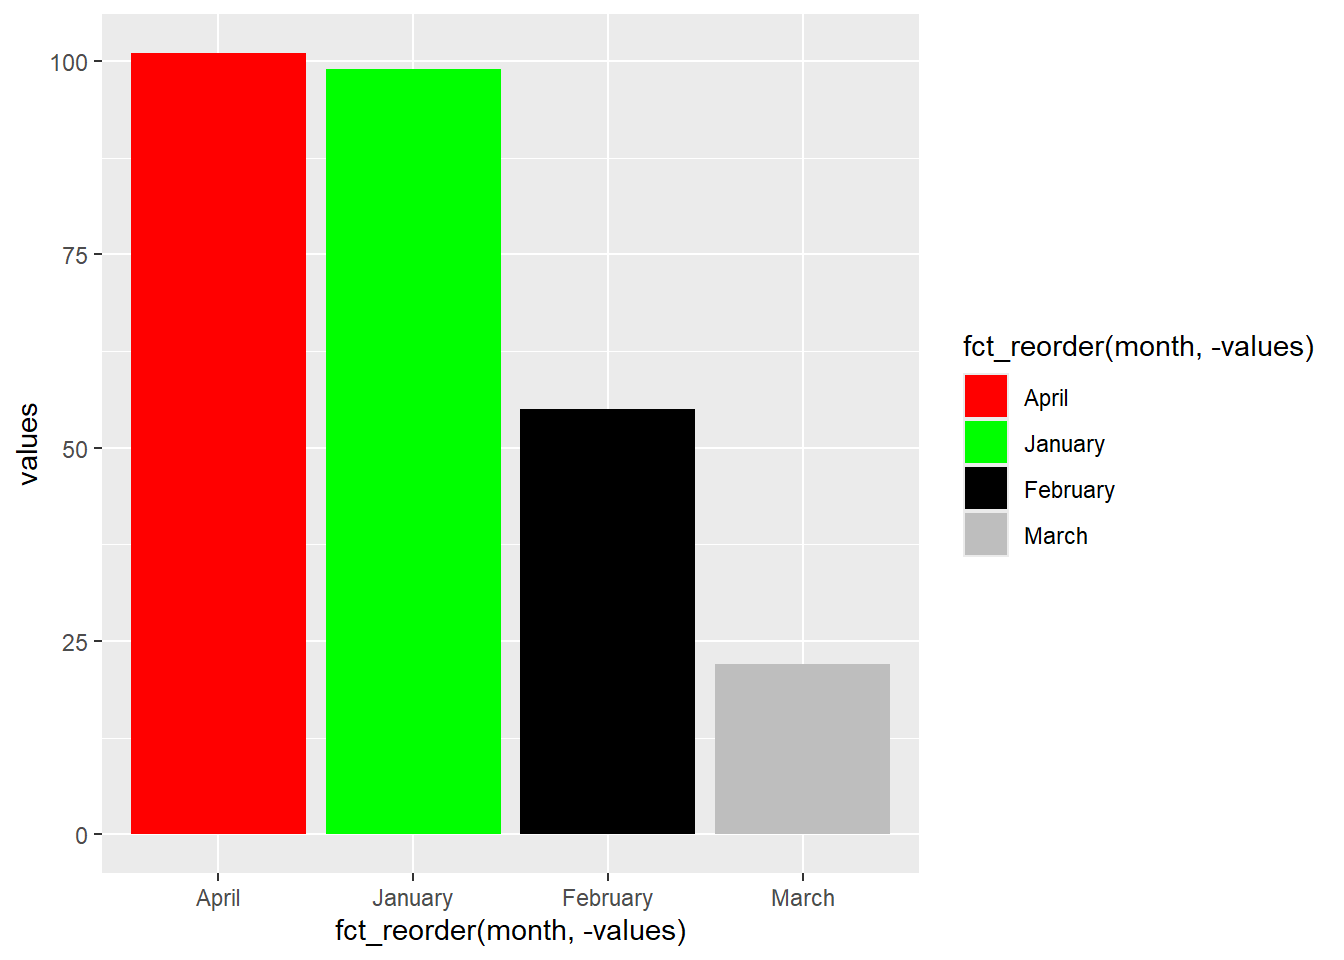 100
75
50
25
0
values
April
January
February
March
fct_reorder(month, -values)
fct_reorder(month, -values)
April
January
February
March